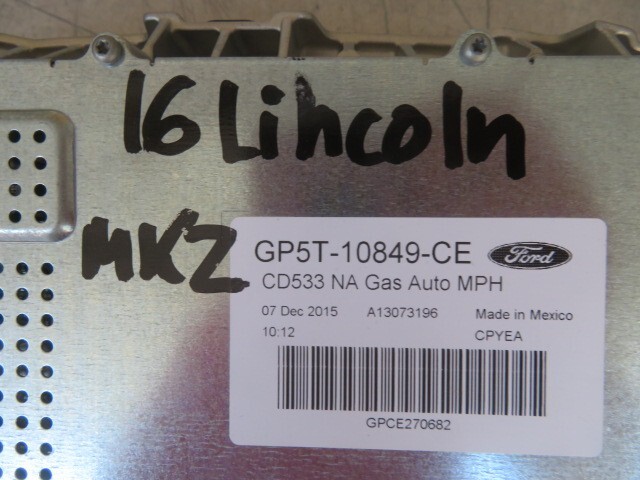 16 Lincoln
MKZ
GP5T-10849-CE Ford
CD533 NA Gas Auto MPH
07 Dec 2015 A13073196 Made in Mexico
10:12 CPYEA
GPCE270682